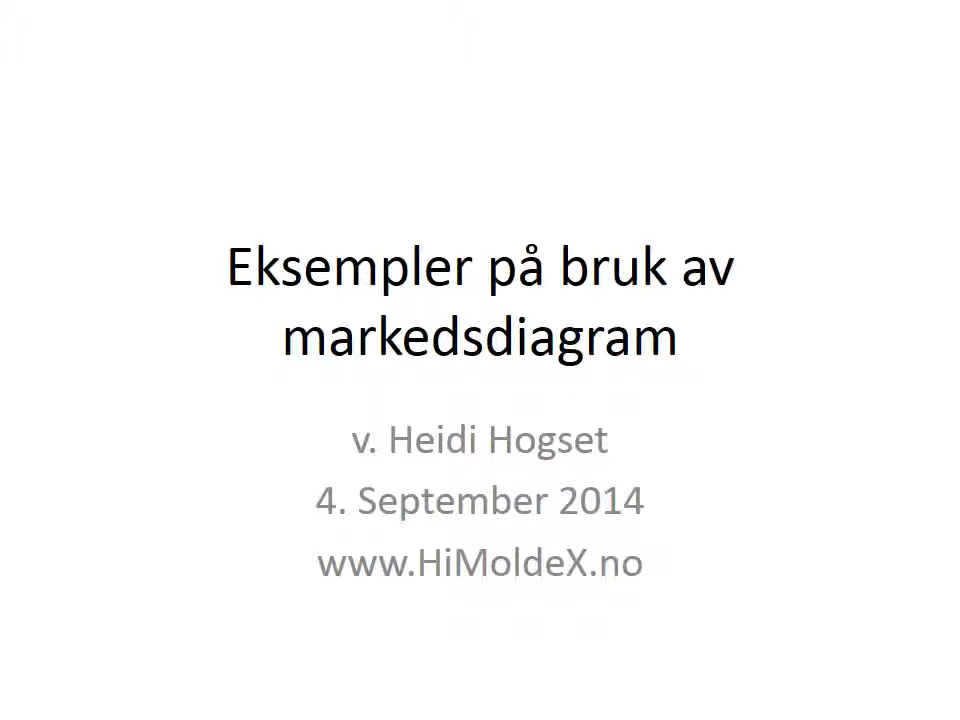 Eksempler på bruk av
markedsdiagram
v. Heidi Hogset
4. September 2014
www.HiMoldeX.no